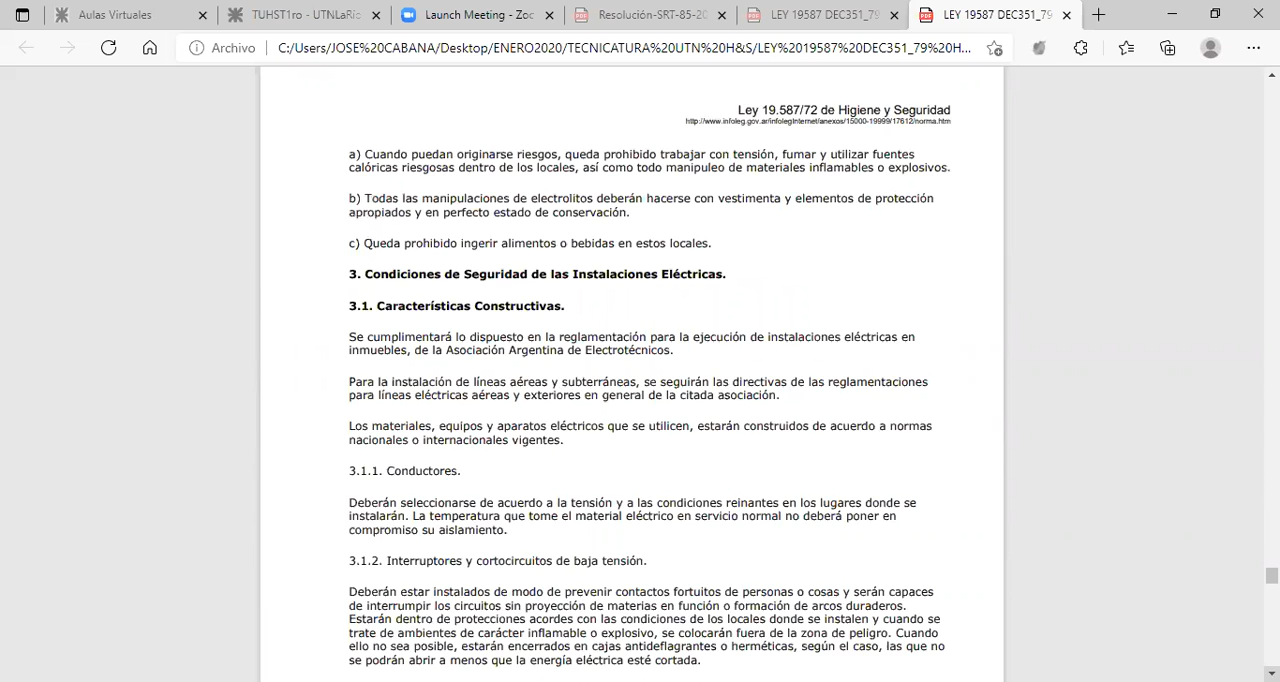 Aulas Virtuales
TUHST1ro - UTNLaRio
Launch Meeting - Zoo
Resolución-SRT-85-20
LEY 19587 DEC351_79
LEY 19587 DEC351_79
Archivo
C:/Users/JOSE%20CABANA/Desktop/ENERO2020/TECNICATURA%20UTN%20H&S/LEY%2019587%20DEC351_79%20H...
Ley 19.587/72 de Higiene y Seguridad
http://www.infoleg.gov.ar/infolegInternet/anexos/15000-19999/17612/norma.htm
a) Cuando puedan originarse riesgos, queda prohibido trabajar con tensión, fumar y utilizar fuentes
calóricas riesgosas dentro de los locales, así como todo manipuleo de materiales inflamables o explosivos.
b) Todas las manipulaciones de electrolitos deberán hacerse con vestimenta y elementos de protección
apropiados y en perfecto estado de conservación.
c) Queda prohibido ingerir alimentos o bebidas en estos locales.
3. Condiciones de Seguridad de las Instalaciones Eléctricas.
3.1. Características Constructivas.
Se cumplimentará lo dispuesto en la reglamentación para la ejecución de instalaciones eléctricas en
inmuebles, de la Asociación Argentina de Electrotécnicos.
Para la instalación de líneas aéreas y subterráneas, se seguirán las directivas de las reglamentaciones
para líneas eléctricas aéreas y exteriores en general de la citada asociación.
Los materiales, equipos y aparatos eléctricos que se utilicen, estarán construidos de acuerdo a normas
nacionales o internacionales vigentes.
3.1.1. Conductores.
Deberán seleccionarse de acuerdo a la tensión y a las condiciones reinantes en los lugares donde se
instalarán. La temperatura que tome el material eléctrico en servicio normal no deberá poner en
compromiso su aislamiento.
3.1.2. Interruptores y cortocircuitos de baja tensión.
Deberán estar instalados de modo de prevenir contactos fortuitos de personas o cosas y serán capaces
de interrumpir los circuitos sin proyección de materias en función o formación de arcos duraderos.
Estarán dentro de protecciones acordes con las condiciones de los locales donde se instalen y cuando se
trate de ambientes de carácter inflamable o explosivo, se colocarán fuera de la zona de peligro. Cuando
ello no sea posible, estarán encerrados en cajas antideflagrantes o herméticas, según el caso, las que no
se podrán abrir a menos que la energía eléctrica esté cortada.